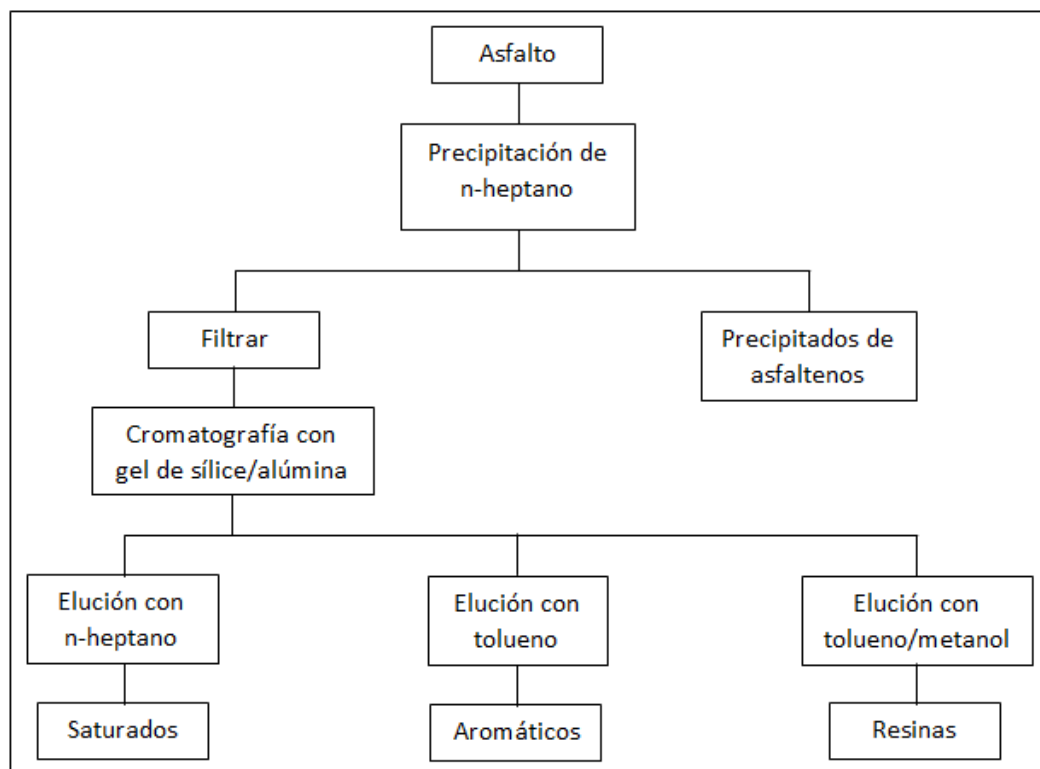 Asfalto
Precipitación de
n-heptano
Filtrar
Precipitados de
asfaltenos
Cromatografía con
gel de sílice/alúmina
Elución con
n-heptano
Elución con
tolueno
Elución con
tolueno/metanol
Saturados
Aromáticos
Resinas